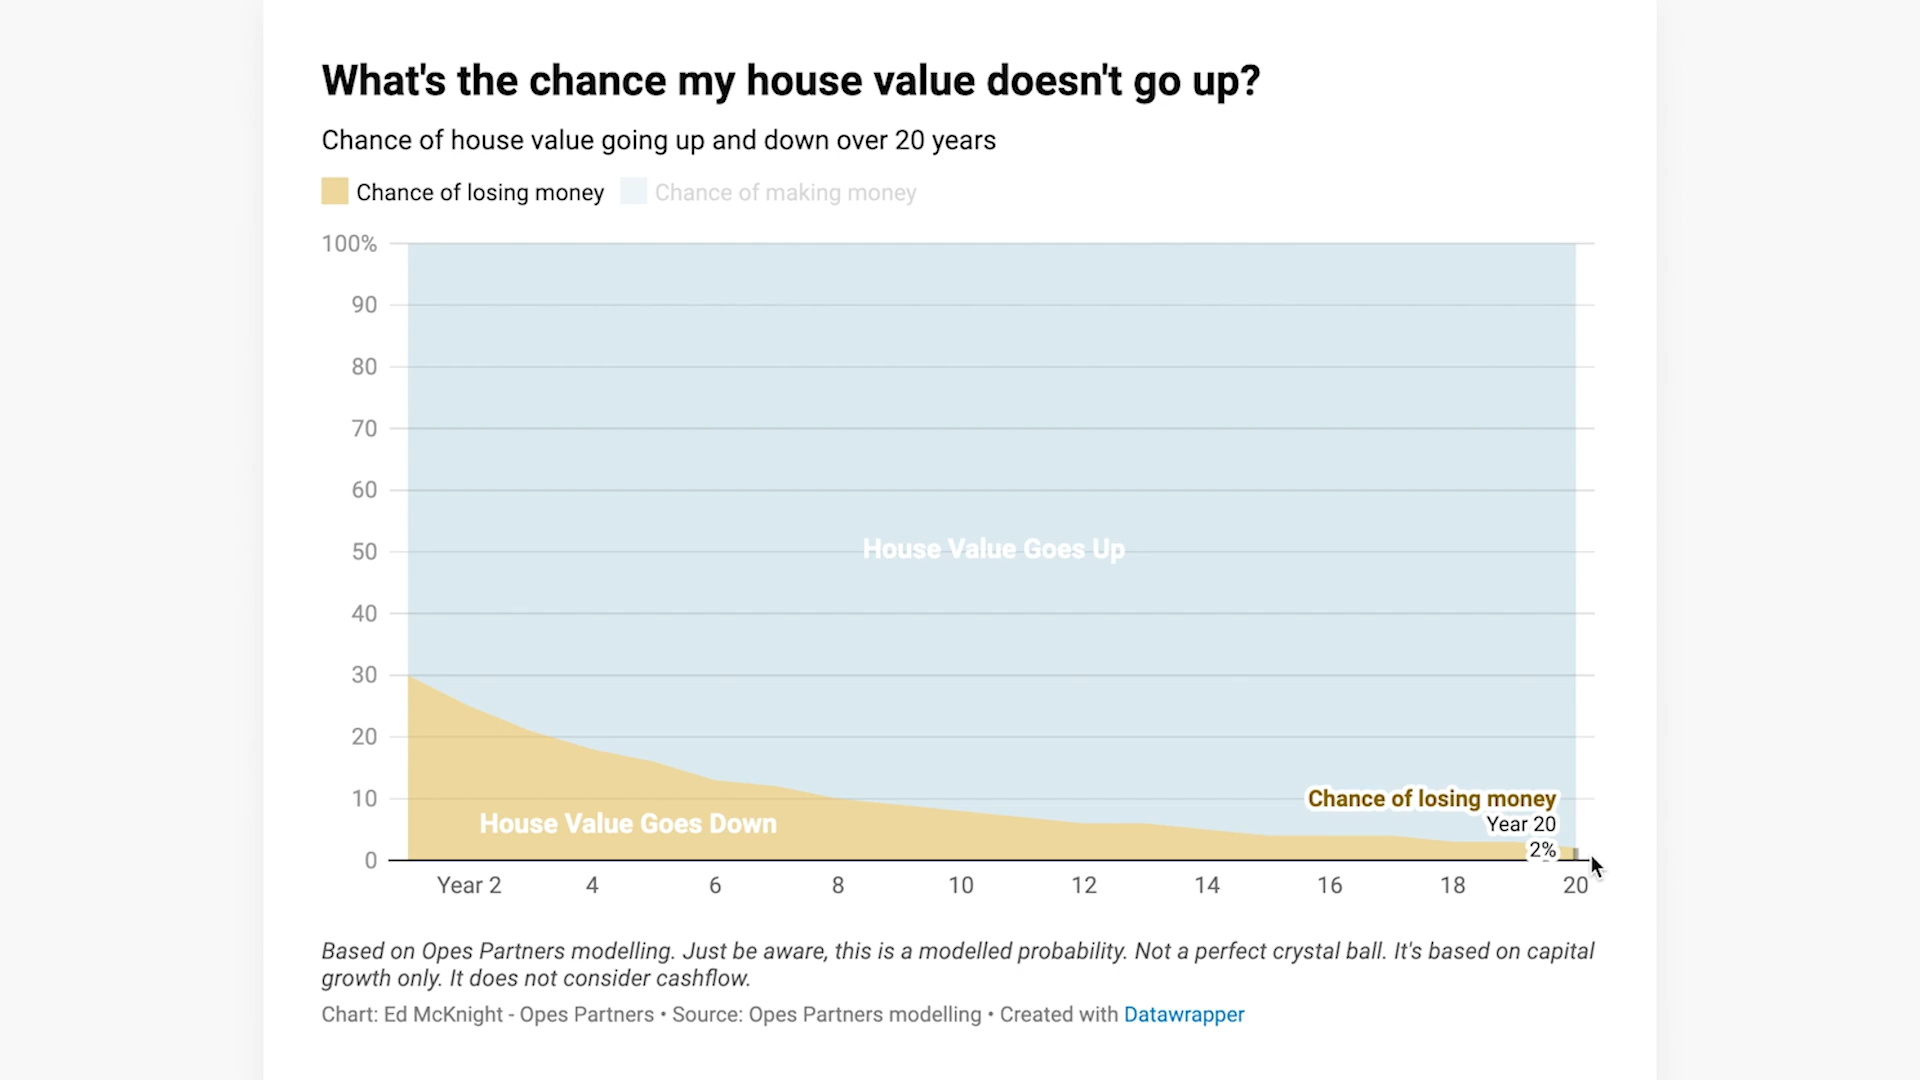 What's the chance my house value doesn't go up?
Chance of house value going up and down over 20 years
Chance of losing money Chance of making money
100%
90
80
70
60
50
40
30
20
10
0
House Value Goes Up
House Value Goes Down
Chance of losing money
Year 20
2%
Year 2 4 6 8 10 12 14 16 18 20
Based on Opes Partners modelling. Just be aware, this is a modelled probability. Not a perfect crystal ball. It's based on capital
growth only. It does not consider cashflow.
Chart: Ed McKnight - Opes Partners • Source: Opes Partners modelling • Created with Datawrapper